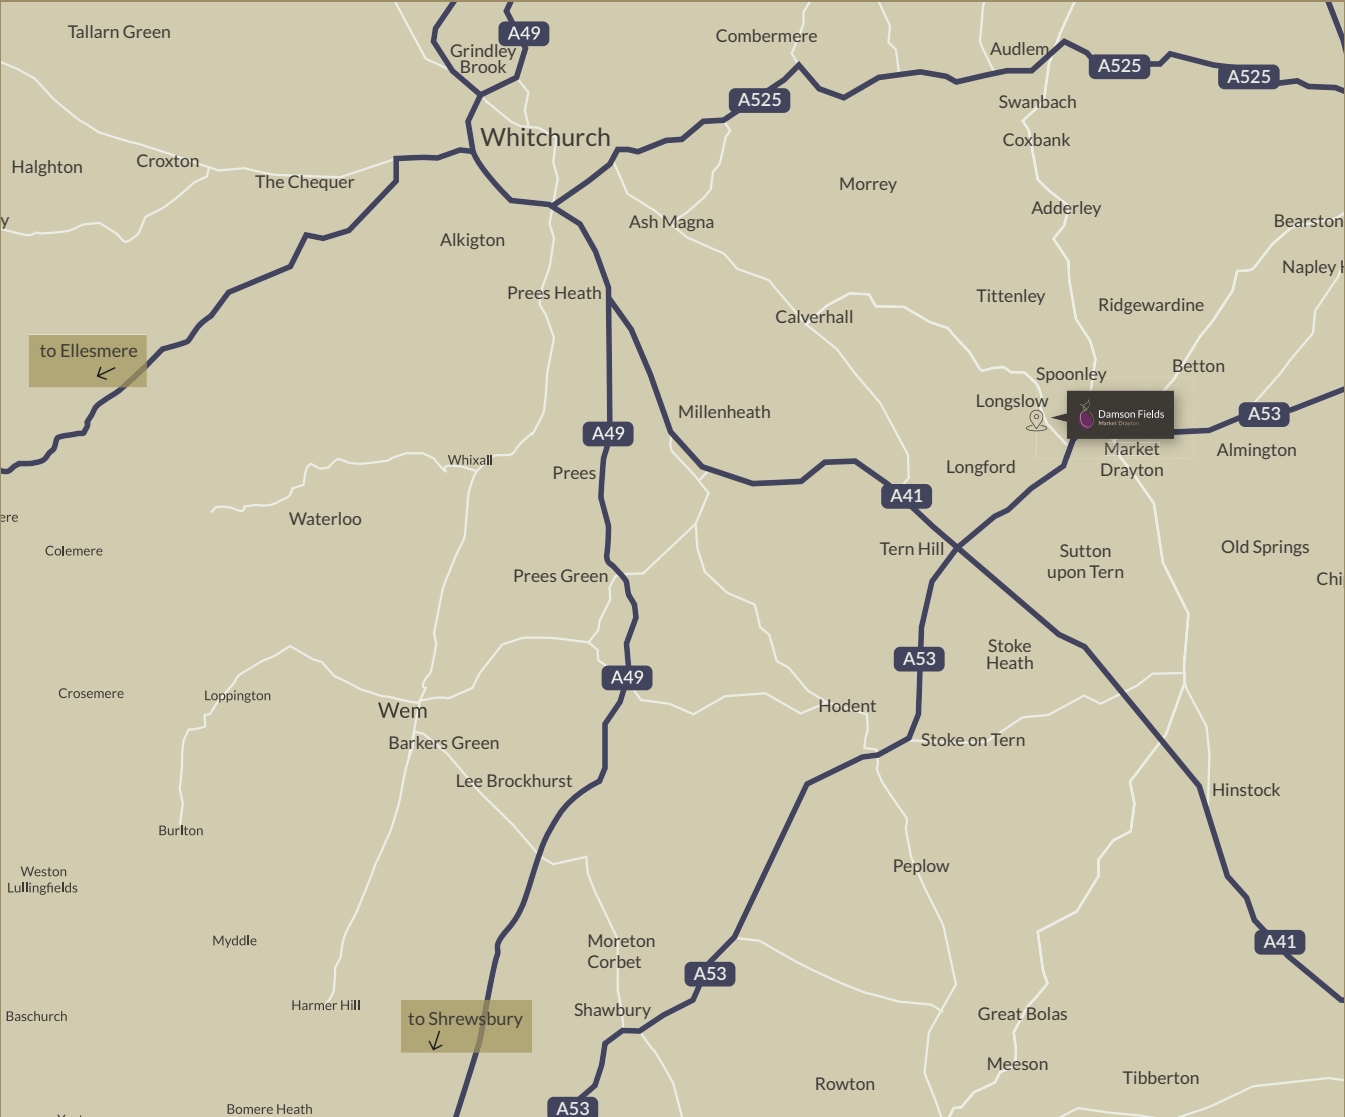 Tallarn Green
A49
Grindley
Brook
Combermere
Audlem
A525
A525
A525
Swanbach
Whitchurch
Coxbank
Halghton
Croxton
The Chequer
Morrey
Adderley
y
Ash Magna
Bearston
Alkigton
Napley
Prees Heath
Tittenley
Ridgewardine
Calverhall
to Ellesmere
Spoonley
Betton
Longslow
Damson Fields
Market Drayton
A53
Millenheath
A49
Market
Drayton
Almington
Whixall
Prees
Longford
A41
ere
Waterloo
Colemere
Tern Hill
Sutton
upon Tern
Old Springs
Prees Green
Chi
Stoke
Heath
A53
A49
Crosemere
Loppington
Wem
Hodent
Barkers Green
Stoke on Tern
Lee Brockhurst
Hinstock
Burlton
Weston
Lullingfields
Peplow
Myddle
Moreton
Corbet
A41
A53
Harmer Hill
Baschurch
to Shrewsbury
Shawbury
Great Bolas
Meeson
Rowton
Tibberton
Bomere Heath
A53